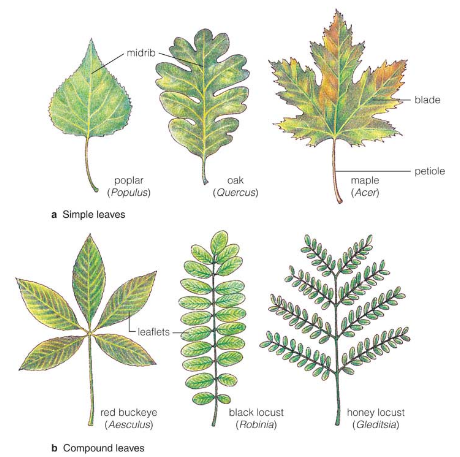 midrib
blade
petiole
poplar
(Populus)
oak
(Quercus)
maple
(Acer)
a Simple leaves
leaflets
red buckeye
(Aesculus)
black locust
(Robinia)
honey locust
(Gleditsia)
b Compound leaves